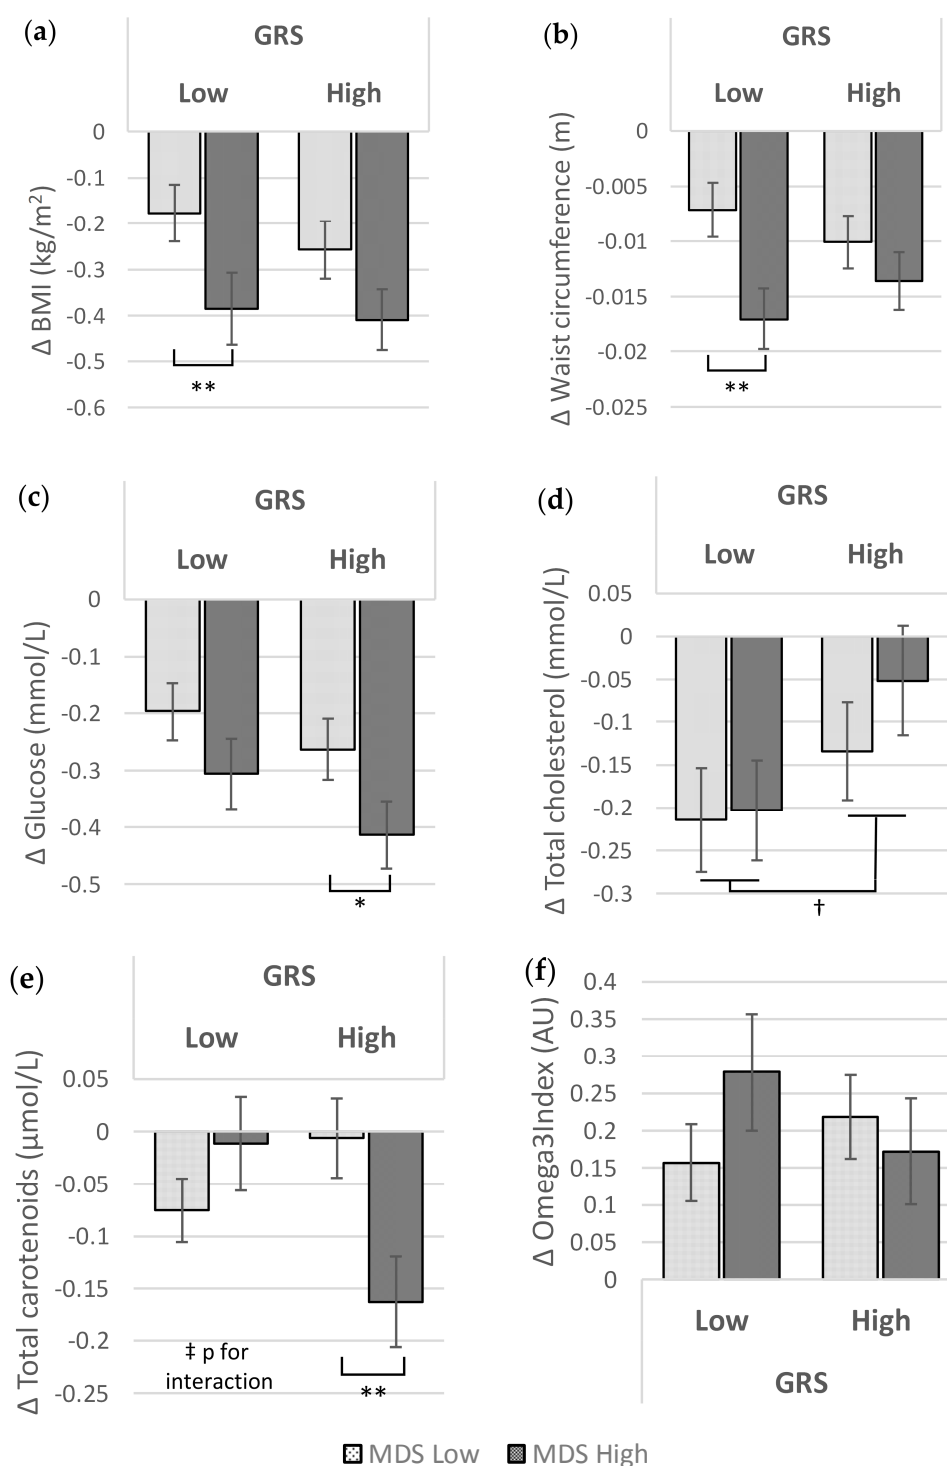 (a)
GRS
Low High
Δ BMI (kg/m²)
0
-0.1
-0.2
-0.3
-0.4
-0.5
-0.6
**
(b)
GRS
Low High
Δ Waist circumference (m)
0
-0.005
-0.01
-0.015
-0.02
-0.025
**
(c)
GRS
Low High
Δ Glucose (mmol/L)
0
-0.1
-0.2
-0.3
-0.4
-0.5
*
(d)
GRS
Low High
Δ Total cholesterol (mmol/L)
0.05
0
-0.05
-0.1
-0.15
-0.2
-0.25
-0.3
†
(e)
GRS
Low High
Δ Total carotenoids (µmol/L)
0.05
0
-0.05
-0.1
-0.15
-0.2
-0.25
‡ p for
interaction
**
(f)
Δ Omega3Index (AU)
0.4
0.35
0.3
0.25
0.2
0.15
0.1
0.05
0
Low High
GRS
MDS Low MDS High